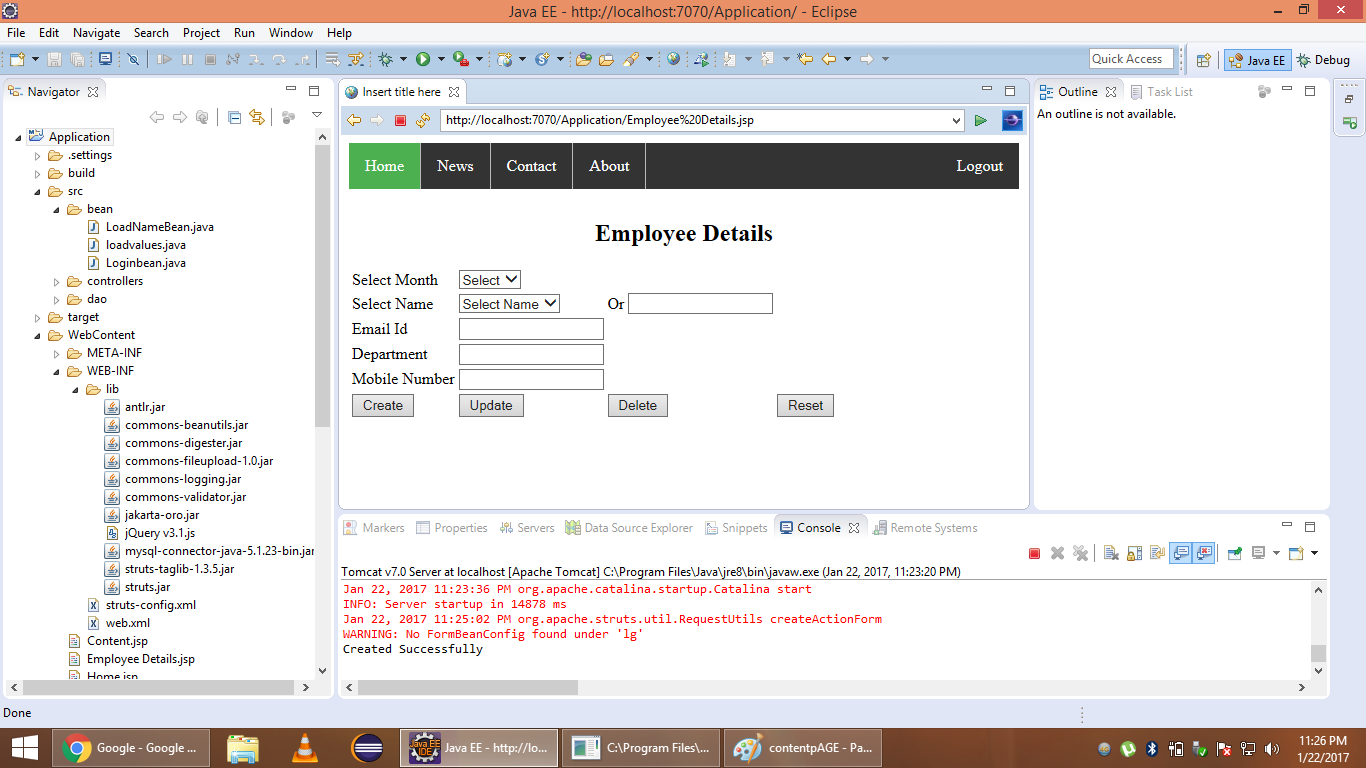 Java EE - http://localhost:7070/Application/ - Eclipse
File Edit Navigate Search Project Run Window Help
Quick Access
Java EE
Debug
Navigator
Application
.settings
build
src
bean
LoadNameBean.java
loadvalues.java
Loginbean.java
controllers
dao
target
WebContent
META-INF
WEB-INF
lib
antlr.jar
commons-beanutils.jar
commons-digester.jar
commons-fileupload-1.0.jar
commons-logging.jar
commons-validator.jar
jakarta-oro.jar
jQuery v3.1.js
mysql-connector-java-5.1.23-bin.jar
struts-taglib-1.3.5.jar
struts.jar
struts-config.xml
web.xml
Content.jsp
Employee Details.jsp
Home.jsp
Insert title here
http://localhost:7070/Application/Employee%20Details.jsp
Home News Contact About Logout
Employee Details
Select Month Select
Select Name Select Name Or
Email Id
Department
Mobile Number
Create Update Delete Reset
Outline Task List
An outline is not available.
Markers Properties Servers Data Source Explorer Snippets Console Remote Systems
Tomcat v7.0 Server at localhost [Apache Tomcat] C:\Program Files\Java\jre8\bin\javaw.exe (Jan 22, 2017, 11:23:20 PM)
Jan 22, 2017 11:23:36 PM org.apache.catalina.startup.Catalina start
INFO: Server startup in 14878 ms
Jan 22, 2017 11:25:02 PM org.apache.struts.util.RequestUtils createActionForm
WARNING: No FormBeanConfig found under 'lg'
Created Successfully
Done
Google - Google ...
Java EE IDE
Java EE - http://lo...
C:\Program Files\...
contentpAGE - Pa...
11:26 PM
1/22/2017